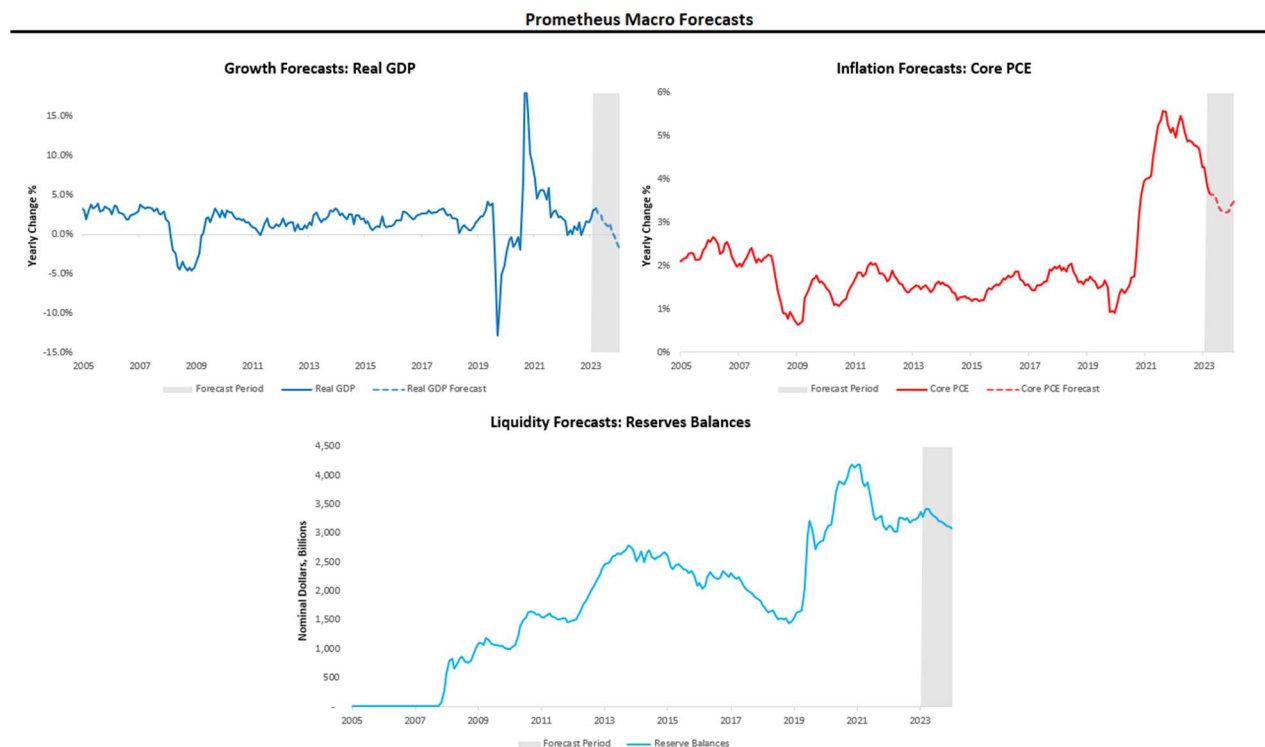 Prometheus Macro Forecasts
Growth Forecasts: Real GDP
Yearly Change %
15.0%
10.0%
5.0%
0.0%
-5.0%
-10.0%
-15.0%
2005 2007 2009 2011 2013 2015 2017 2019 2021 2023
Forecast Period Real GDP Real GDP Forecast
Inflation Forecasts: Core PCE
Yearly Change %
6%
5%
4%
3%
2%
1%
0%
2005 2007 2009 2011 2013 2015 2017 2019 2021 2023
Forecast Period Core PCE Core PCE Forecast
Liquidity Forecasts: Reserves Balances
Nominal Dollars, Billions
4,500
4,000
3,500
3,000
2,500
2,000
1,500
1,000
500
-
2005 2007 2009 2011 2013 2015 2017 2019 2021 2023
Forecast Period Reserve Balances